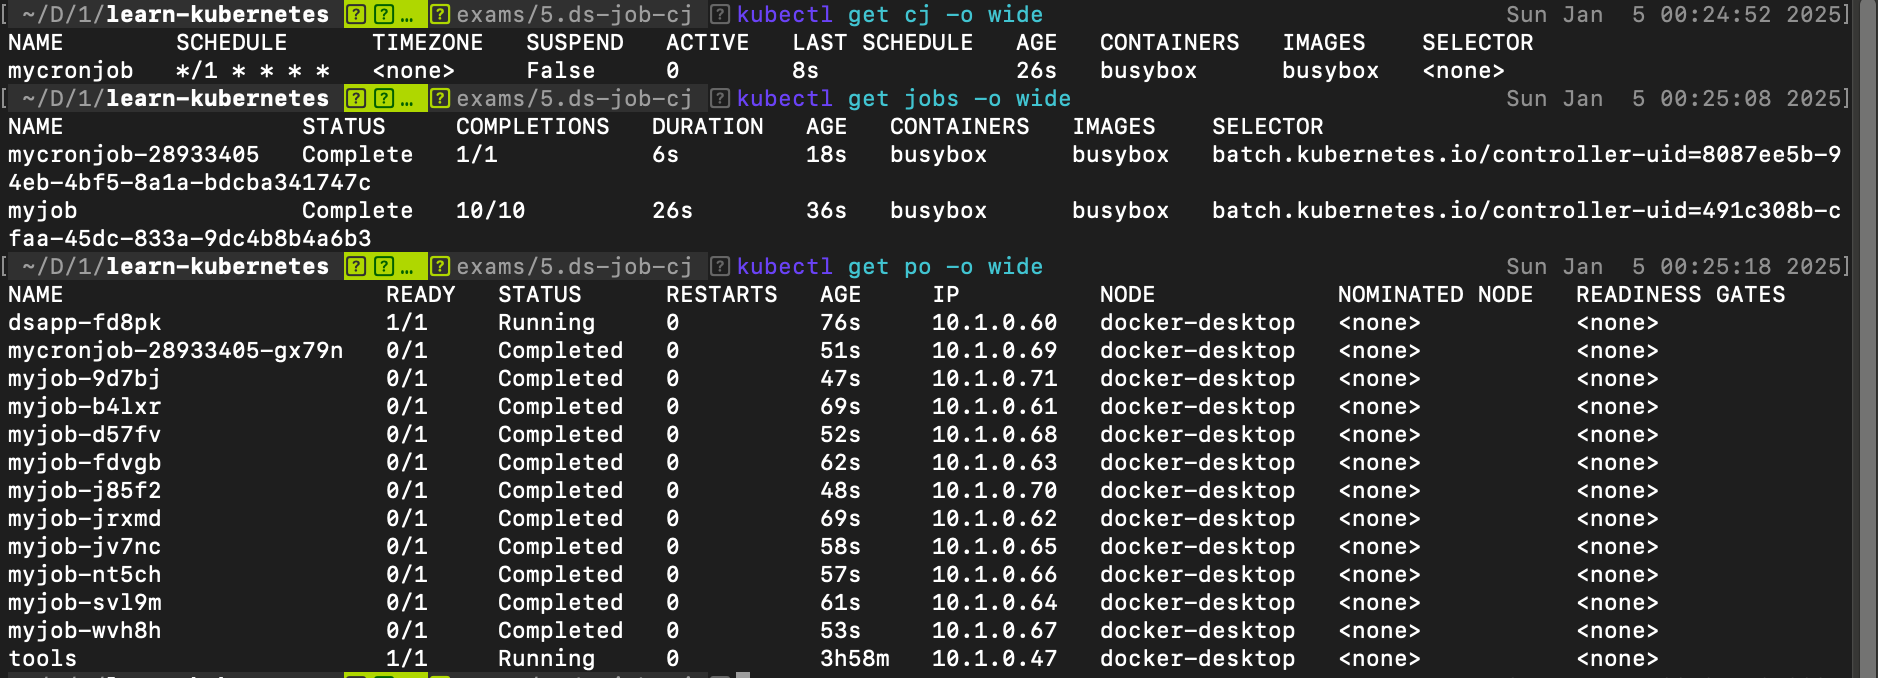 ~/D/1/learn-kubernetes ? ? … ? exams/5.ds-job-cj ? kubectl get cj -o wide Sun Jan 5 00:24:52 2025]
NAME SCHEDULE TIMEZONE SUSPEND ACTIVE LAST SCHEDULE AGE CONTAINERS IMAGES SELECTOR
mycronjob */1 * * * * <none> False 0 8s 26s busybox busybox <none>
[ ~/D/1/learn-kubernetes ? ? … ? exams/5.ds-job-cj ? kubectl get jobs -o wide Sun Jan 5 00:25:08 2025]
NAME STATUS COMPLETIONS DURATION AGE CONTAINERS IMAGES SELECTOR
mycronjob-28933405 Complete 1/1 6s 18s busybox busybox batch.kubernetes.io/controller-uid=8087ee5b-9
4eb-4bf5-8a1a-bdcba341747c
myjob Complete 10/10 26s 36s busybox busybox batch.kubernetes.io/controller-uid=491c308b-c
faa-45dc-833a-9dc4b8b4a6b3
[ ~/D/1/learn-kubernetes ? ? … ? exams/5.ds-job-cj ? kubectl get po -o wide Sun Jan 5 00:25:18 2025]
NAME READY STATUS RESTARTS AGE IP NODE NOMINATED NODE READINESS GATES
dsapp-fd8pk 1/1 Running 0 76s 10.1.0.60 docker-desktop <none> <none>
mycronjob-28933405-gx79n 0/1 Completed 0 51s 10.1.0.69 docker-desktop <none> <none>
myjob-9d7bj 0/1 Completed 0 47s 10.1.0.71 docker-desktop <none> <none>
myjob-b4lxr 0/1 Completed 0 69s 10.1.0.61 docker-desktop <none> <none>
myjob-d57fv 0/1 Completed 0 52s 10.1.0.68 docker-desktop <none> <none>
myjob-fdvgb 0/1 Completed 0 62s 10.1.0.63 docker-desktop <none> <none>
myjob-j85f2 0/1 Completed 0 48s 10.1.0.70 docker-desktop <none> <none>
myjob-jrxmd 0/1 Completed 0 69s 10.1.0.62 docker-desktop <none> <none>
myjob-jv7nc 0/1 Completed 0 58s 10.1.0.65 docker-desktop <none> <none>
myjob-nt5ch 0/1 Completed 0 57s 10.1.0.66 docker-desktop <none> <none>
myjob-svl9m 0/1 Completed 0 61s 10.1.0.64 docker-desktop <none> <none>
myjob-wvh8h 0/1 Completed 0 53s 10.1.0.67 docker-desktop <none> <none>
tools 1/1 Running 0 3h58m 10.1.0.47 docker-desktop <none> <none>